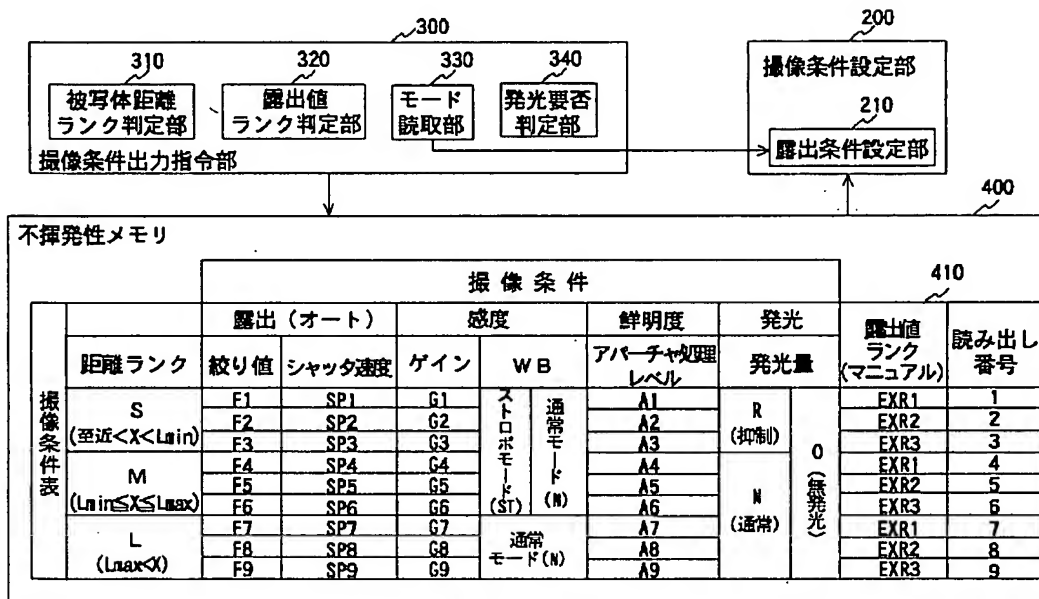 300
200
310
320
330
340
被写体距離
ランク判定部
露出値
ランク判定部
モード
読取部
発光要否
判定部
撮像条件出力指令部
撮像条件設定部
210
露出条件設定部
400
不揮発性メモリ
410
撮像条件
露出(オート)
感度
鮮明度
発光
露出値
ランク
(マニュアル)
読み出し
番号
距離ランク
絞り値
シャッタ速度
ゲイン
WB
アパーチャ処理
レベル
発光量
撮像条件表
S
(至近<X<Lmin)
M
(Lmin≦X≦Lmax)
L
(Lmax<X)
F1 SP1 G1 A1 EXR1 1
F2 SP2 G2 A2 EXR2 2
F3 SP3 G3 A3 EXR3 3
F4 SP4 G4 A4 EXR1 4
F5 SP5 G5 A5 EXR2 5
F6 SP6 G6 A6 EXR3 6
F7 SP7 G7 A7 EXR1 7
F8 SP8 G8 A8 EXR2 8
F9 SP9 G9 A9 EXR3 9
ストロボモード(ST)
通常モード(N)
通常
モード(N)
R
(抑制)
N
(通常)
0(無発光)